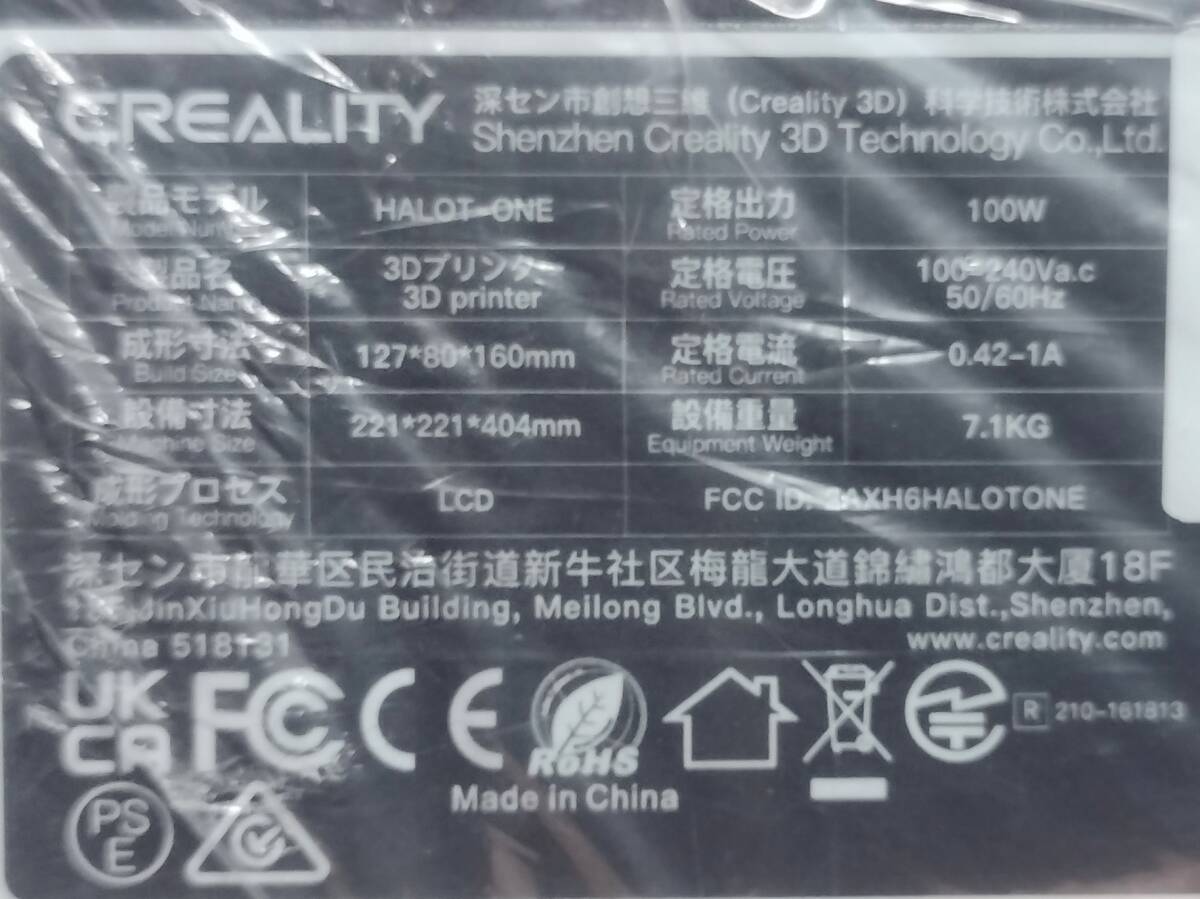 CREALITY
深セン市創想三維（Creality 3D）科学技術株式会社
Shenzhen Creality 3D Technology Co.,Ltd.
製品モデル HALOT-ONE 定格出力 100W
Model Rated Power
製品名 3Dプリンター 定格電圧 100-240Va.c
Product Name 3D printer Rated Voltage 50/60Hz
成形寸法 127*80*160mm 定格電流 0.42-1A
Build Size Rated Current
設備寸法 221*221*404mm 設備重量 7.1KG
Machine Size Equipment Weight
成形プロセス LCD FCC ID: 2AXH6HALOTONE
Molding Technology
深セン市龍華区民治街道新牛社区梅龍大道錦繡鴻都大厦18F
JinXiuHongDu Building, Meilong Blvd., Longhua Dist.,Shenzhen,
China 518131 www.creality.com
UK
CA
FC
CE
RoHS
R 210-161813
Made in China
PS
E